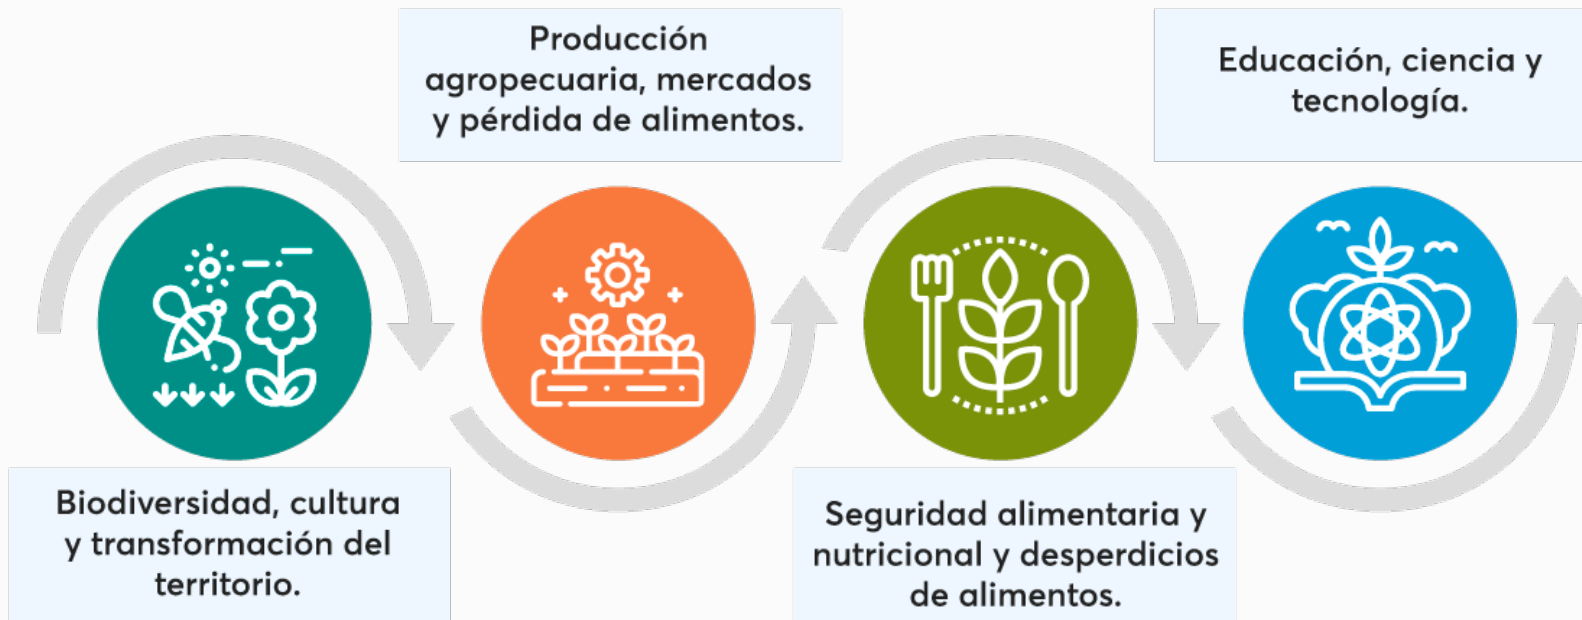 Producción
agropecuaria, mercados
y pérdida de alimentos.
Educación, ciencia y
tecnología.
Biodiversidad, cultura
y transformación del
territorio.
Seguridad alimentaria y
nutricional y desperdicios
de alimentos.